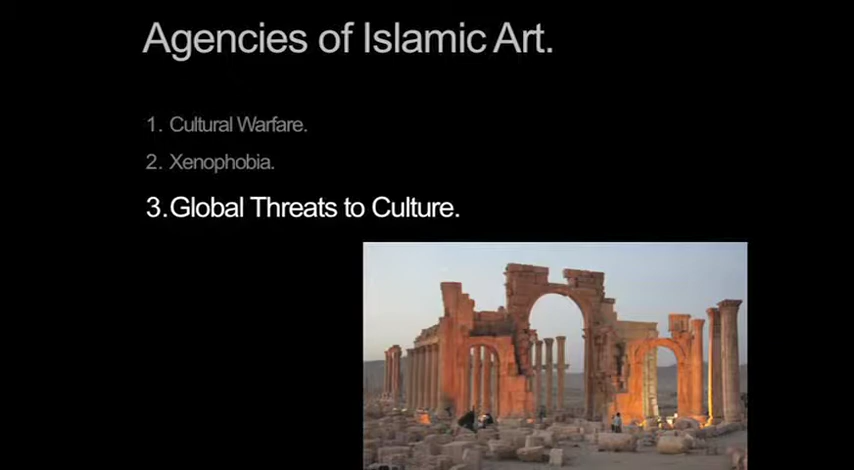 Agencies of Islamic Art.
1. Cultural Warfare.
2. Xenophobia.
3.Global Threats to Culture.